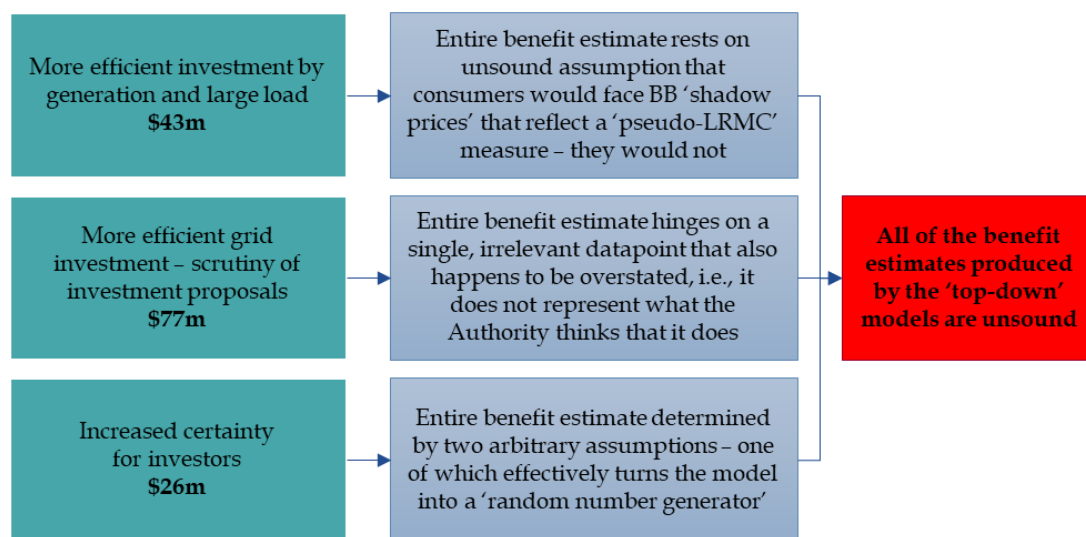 More efficient investment by
generation and large load
$43m
Entire benefit estimate rests on
unsound assumption that
consumers would face BB ‘shadow
prices’ that reflect a ‘pseudo-LRMC’
measure – they would not
More efficient grid
investment – scrutiny of
investment proposals
$77m
Entire benefit estimate hinges on a
single, irrelevant datapoint that also
happens to be overstated, i.e., it
does not represent what the
Authority thinks that it does
Increased certainty
for investors
$26m
Entire benefit estimate determined
by two arbitrary assumptions – one
of which effectively turns the model
into a ‘random number generator’
All of the benefit
estimates produced
by the ‘top-down’
models are unsound